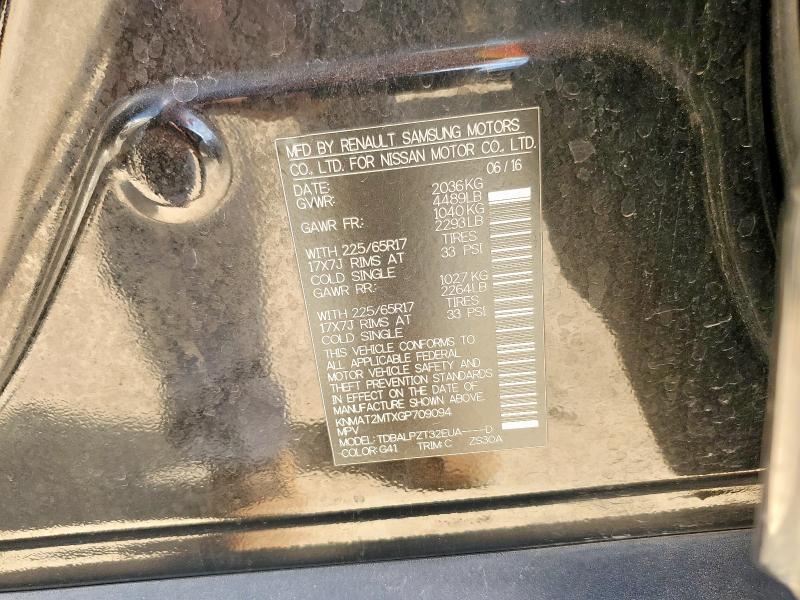 MFD BY RENAULT SAMSUNG MOTORS
CO., LTD. FOR NISSAN MOTOR CO., LTD.
DATE: 06/16
GVWR: 2036KG
4489LB
GAWR FR: 1040KG
2293LB
WITH 225/65R17 TIRES
17X7J RIMS AT 33 PSI
COLD SINGLE
GAWR RR: 1027KG
2264LB
WITH 225/65R17 TIRES
17X7J RIMS AT 33 PSI
COLD SINGLE
THIS VEHICLE CONFORMS TO
ALL APPLICABLE FEDERAL
MOTOR VEHICLE SAFETY AND
THEFT PREVENTION STANDARDS
IN EFFECT ON THE DATE OF
MANUFACTURE SHOWN ABOVE.
KNMAT2MTXGP709094
MPV
MODEL: TDBALPZT32EUA----D
COLOR: G41 TRIM: C ZS30A